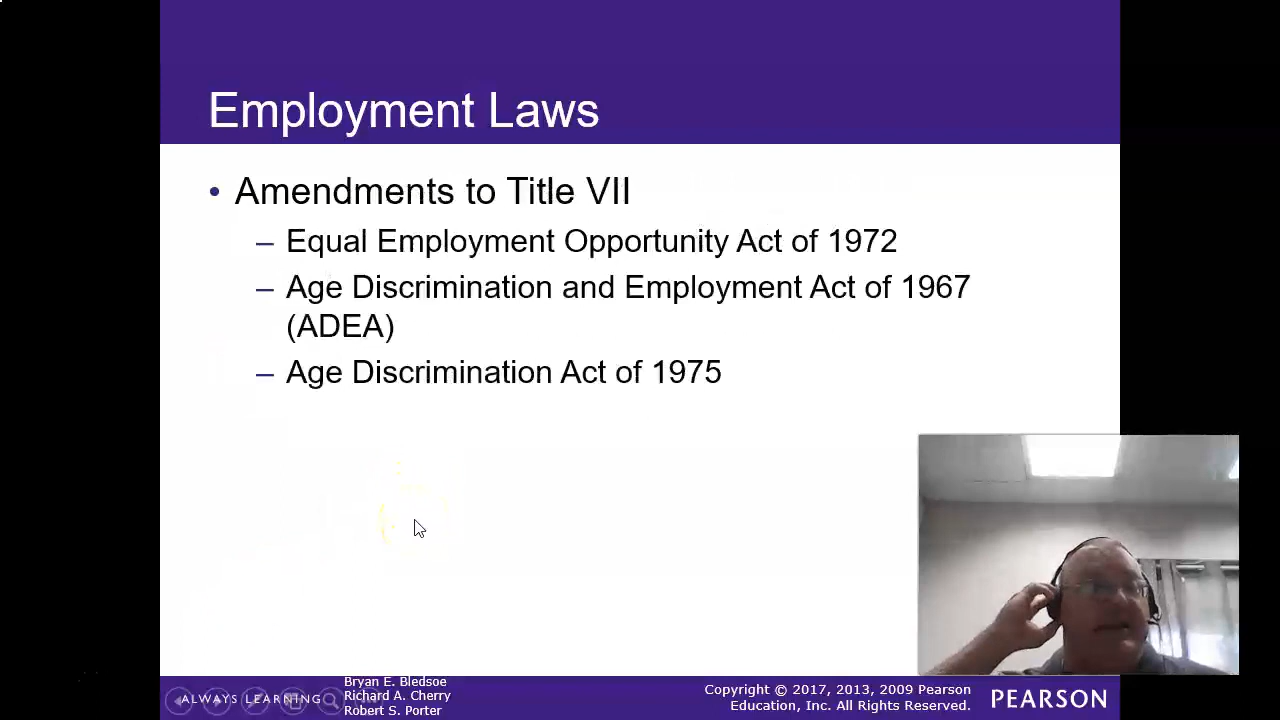 Employment Laws
• Amendments to Title VII
– Equal Employment Opportunity Act of 1972
– Age Discrimination and Employment Act of 1967
(ADEA)
– Age Discrimination Act of 1975
ALWAYS LEARNING
Bryan E. Bledsoe
Richard A. Cherry
Robert S. Porter
Copyright © 2017, 2013, 2009 Pearson
Education, Inc. All Rights Reserved.
PEARSON